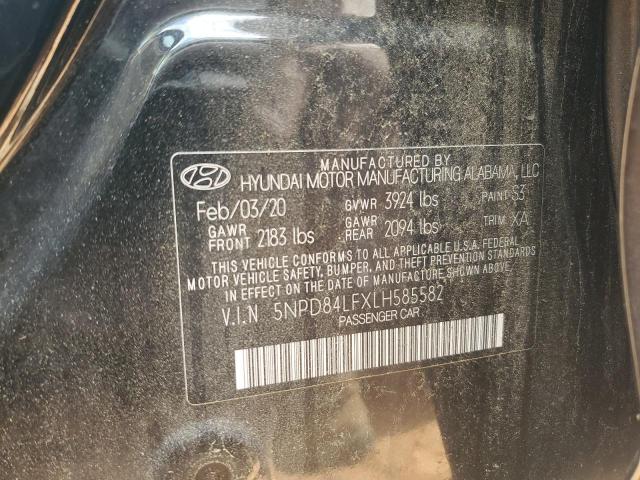 MANUFACTURED BY
HYUNDAI MOTOR MANUFACTURING ALABAMA, LLC
Feb/03/20 GVWR 3924 lbs PAINT S3
GAWR FRONT 2183 lbs GAWR REAR 2094 lbs TRIM XA
THIS VEHICLE CONFORMS TO ALL APPLICABLE U.S.A. FEDERAL
MOTOR VEHICLE SAFETY, BUMPER, AND THEFT PREVENTION STANDARDS
IN EFFECT ON THE DATE OF MANUFACTURE SHOWN ABOVE.
V.I.N 5NPD84LFXLH585582
PASSENGER CAR